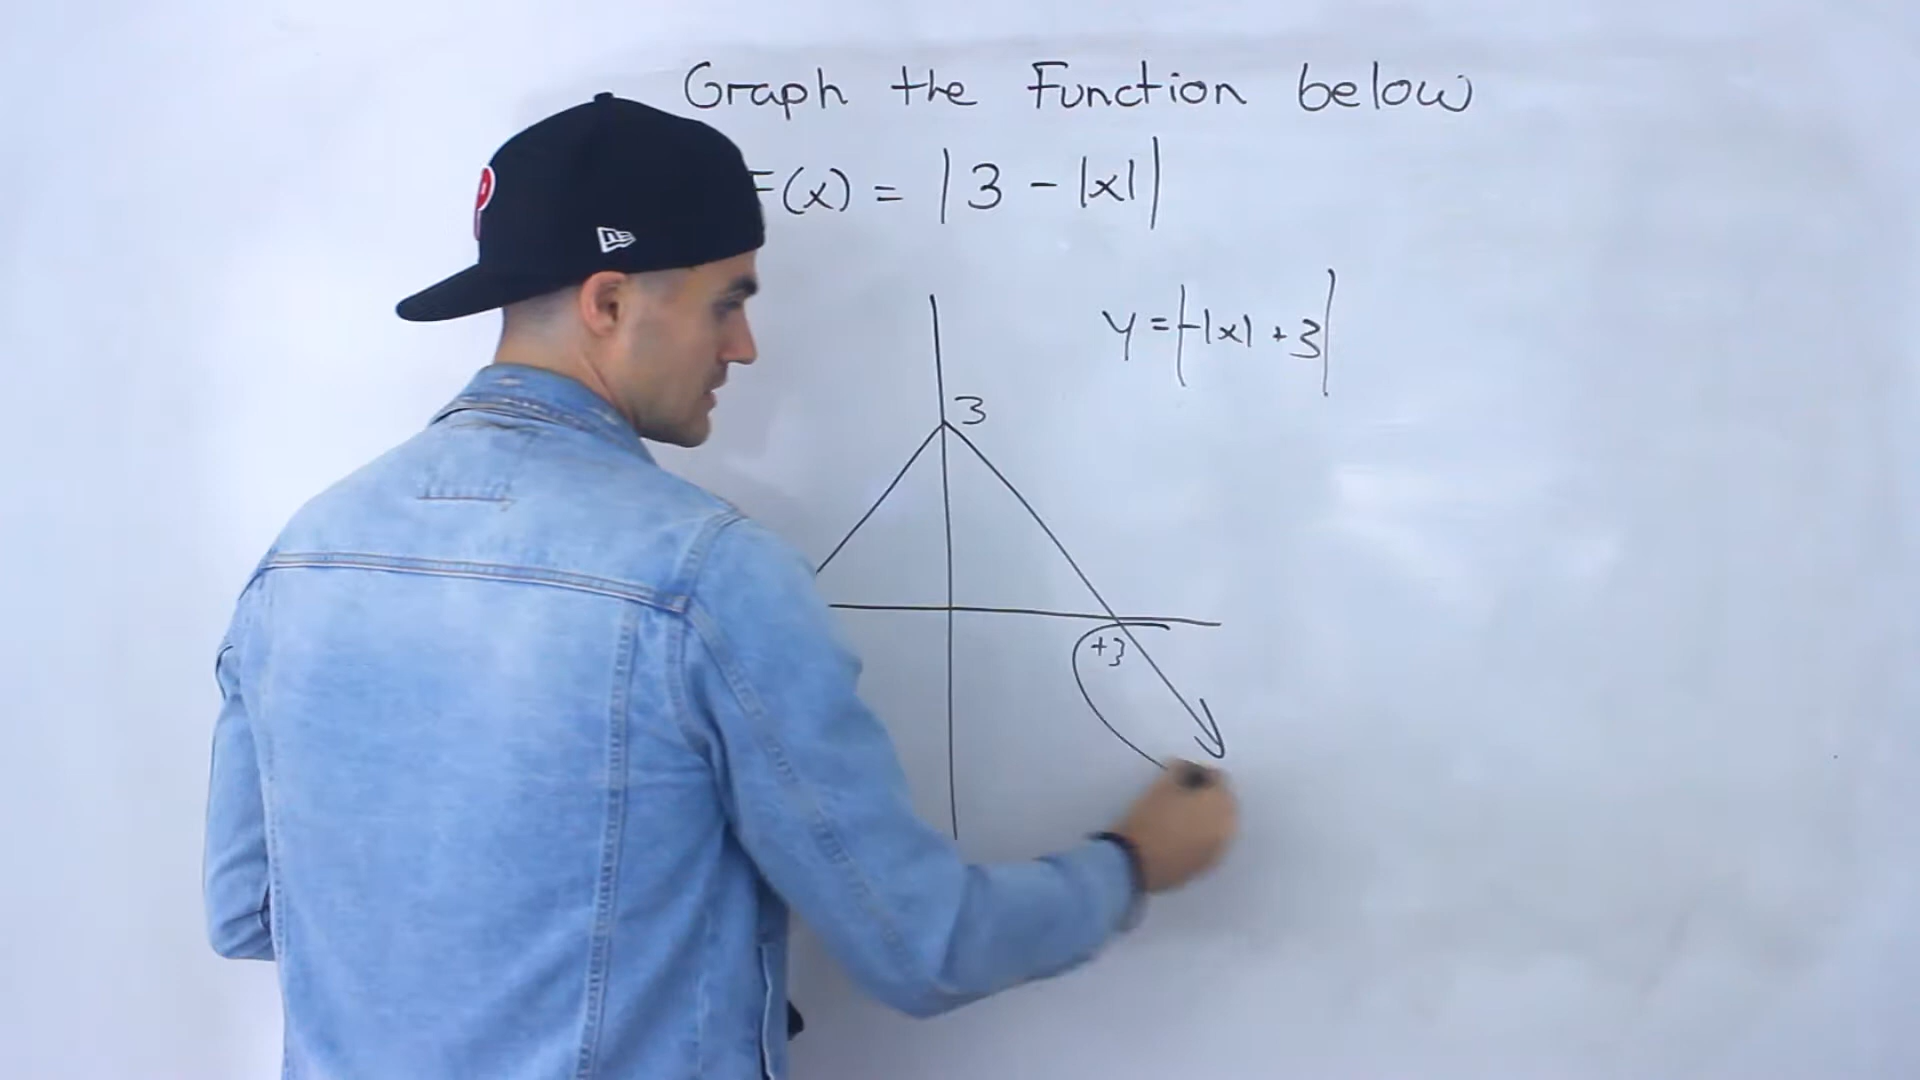 Graph the Function below
F(x) = |3 - |x||
y = |-|x| + 3|
3
+3